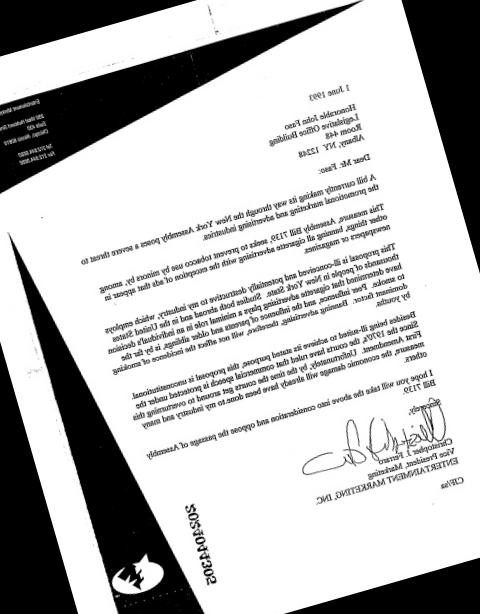 1 June 1993
Honorable John Faso
Legislative Office Building
Room 448
Albany, NY 12248
Dear Mr. Faso:
A bill currently making its way through the New York Assembly poses a severe threat to
the promotional marketing and advertising industries.
This measure, Assembly Bill 7139, seeks to prevent tobacco use by minors by, among
other things, banning all cigarette advertising with the exception of ads that appear in
newspapers or magazines.
This proposal is ill-conceived and potentially destructive to my industry, which employs
thousands of people in New York State. Studies both abroad and in the United States
have determined that cigarette advertising plays a minimal role in an individual's decision
to smoke. Peer influence, and the influence of parents and older siblings, is by far the
dominant factor. Banning advertising, therefore, will not affect the incidence of smoking
by youths.
Besides being ill-suited to achieve its stated purpose, this proposal is unconstitutional.
Since the 1970's, the courts have ruled that commercial speech is protected under the
First Amendment. Unfortunately, by the time the courts get around to overturning this
measure, the economic damage will already have been done to my industry and many
others.
I hope you will take the above into consideration and oppose the passage of Assembly
Bill 7139.
Sincerely,
Christopher J. Ferraro
Vice President, Marketing
ENTERTAINMENT MARKETING, INC.
CJF/sa